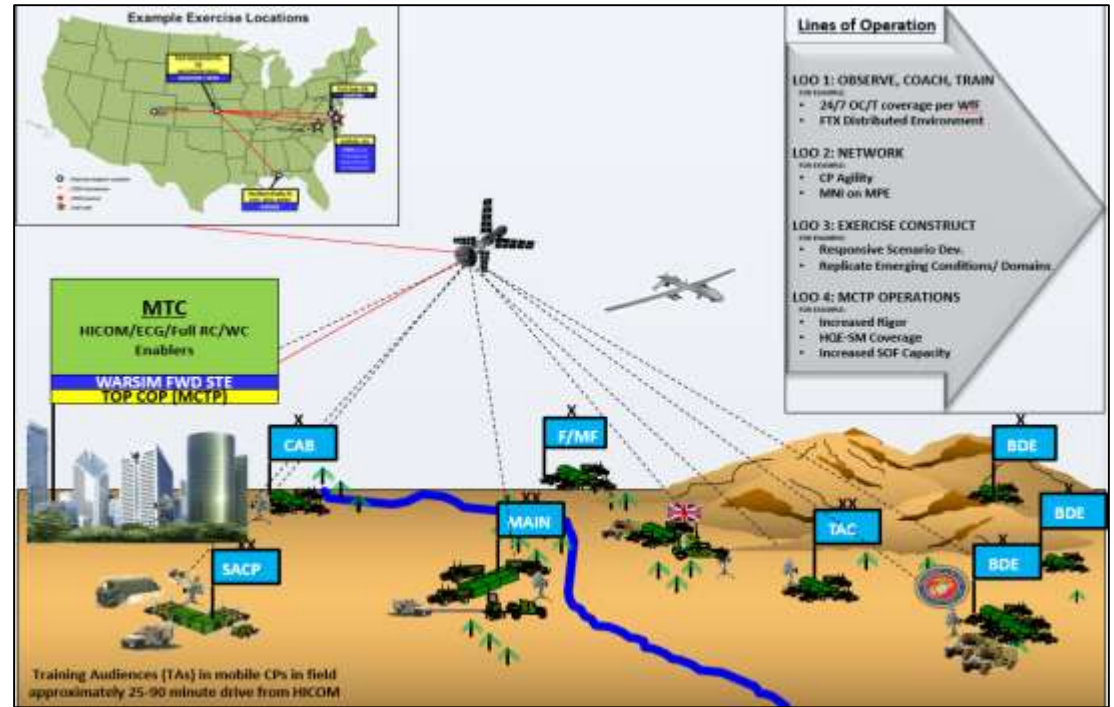 Example Exercise Locations
Lines of Operation
LOO 1: OBSERVE, COACH, TRAIN
FOR EXAMPLE:
• 24/7 OC/T coverage per WfF
• FTX Distributed Environment
LOO 2: NETWORK
FOR EXAMPLE:
• CP Agility
• MNI on MPE
LOO 3: EXERCISE CONSTRUCT
FOR EXAMPLE:
• Responsive Scenario Dev.
• Replicate Emerging Conditions/ Domains
LOO 4: MCTP OPERATIONS
FOR EXAMPLE:
• Increased Rigor
• HQE-SM Coverage
• Increased SOF Capacity
MTC
HICOM/ECG/Full RC/WC
Enablers
WARSIM FWD STE
TOP COP (MCTP)
X
CAB
X
F/MF
X
BDE
XX
MAIN
XX
TAC
X
BDE
XX
SACP
X
BDE
Training Audiences (TAs) in mobile CPs in field
approximately 25-90 minute drive from HICOM